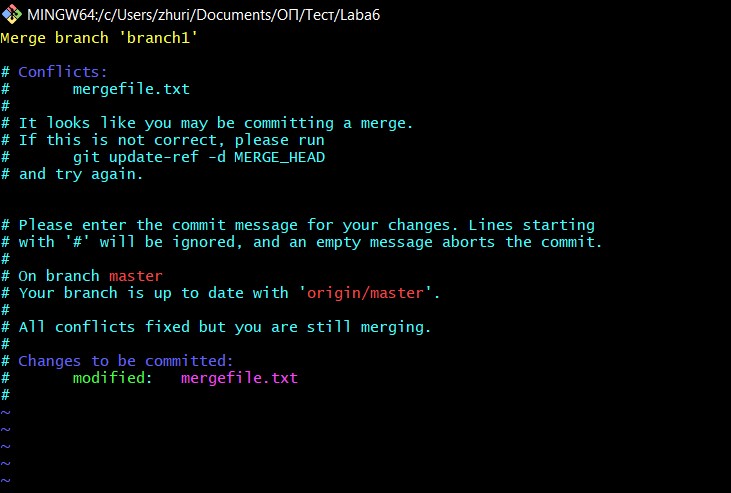 MINGW64:/c/Users/zhuri/Documents/ОП/Тест/Laba6
Merge branch 'branch1'
# Conflicts:
#       mergefile.txt
#
# It looks like you may be committing a merge.
# If this is not correct, please run
#       git update-ref -d MERGE_HEAD
# and try again.
# Please enter the commit message for your changes. Lines starting
# with '#' will be ignored, and an empty message aborts the commit.
#
# On branch master
# Your branch is up to date with 'origin/master'.
#
# All conflicts fixed but you are still merging.
#
# Changes to be committed:
#       modified:   mergefile.txt
#
~
~
~
~
~